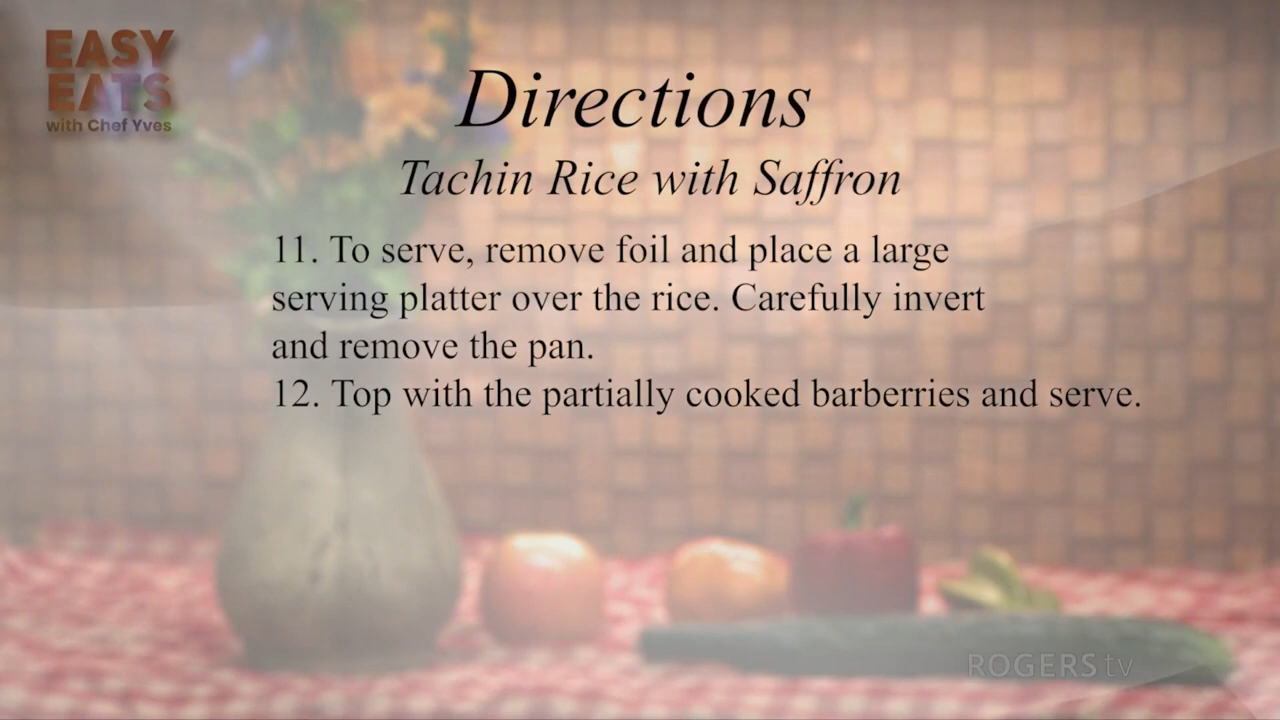 EASY
EATS
with Chef Yves
Directions
Tachin Rice with Saffron
11. To serve, remove foil and place a large
serving platter over the rice. Carefully invert
and remove the pan.
12. Top with the partially cooked barberries and serve.
ROGERS tv